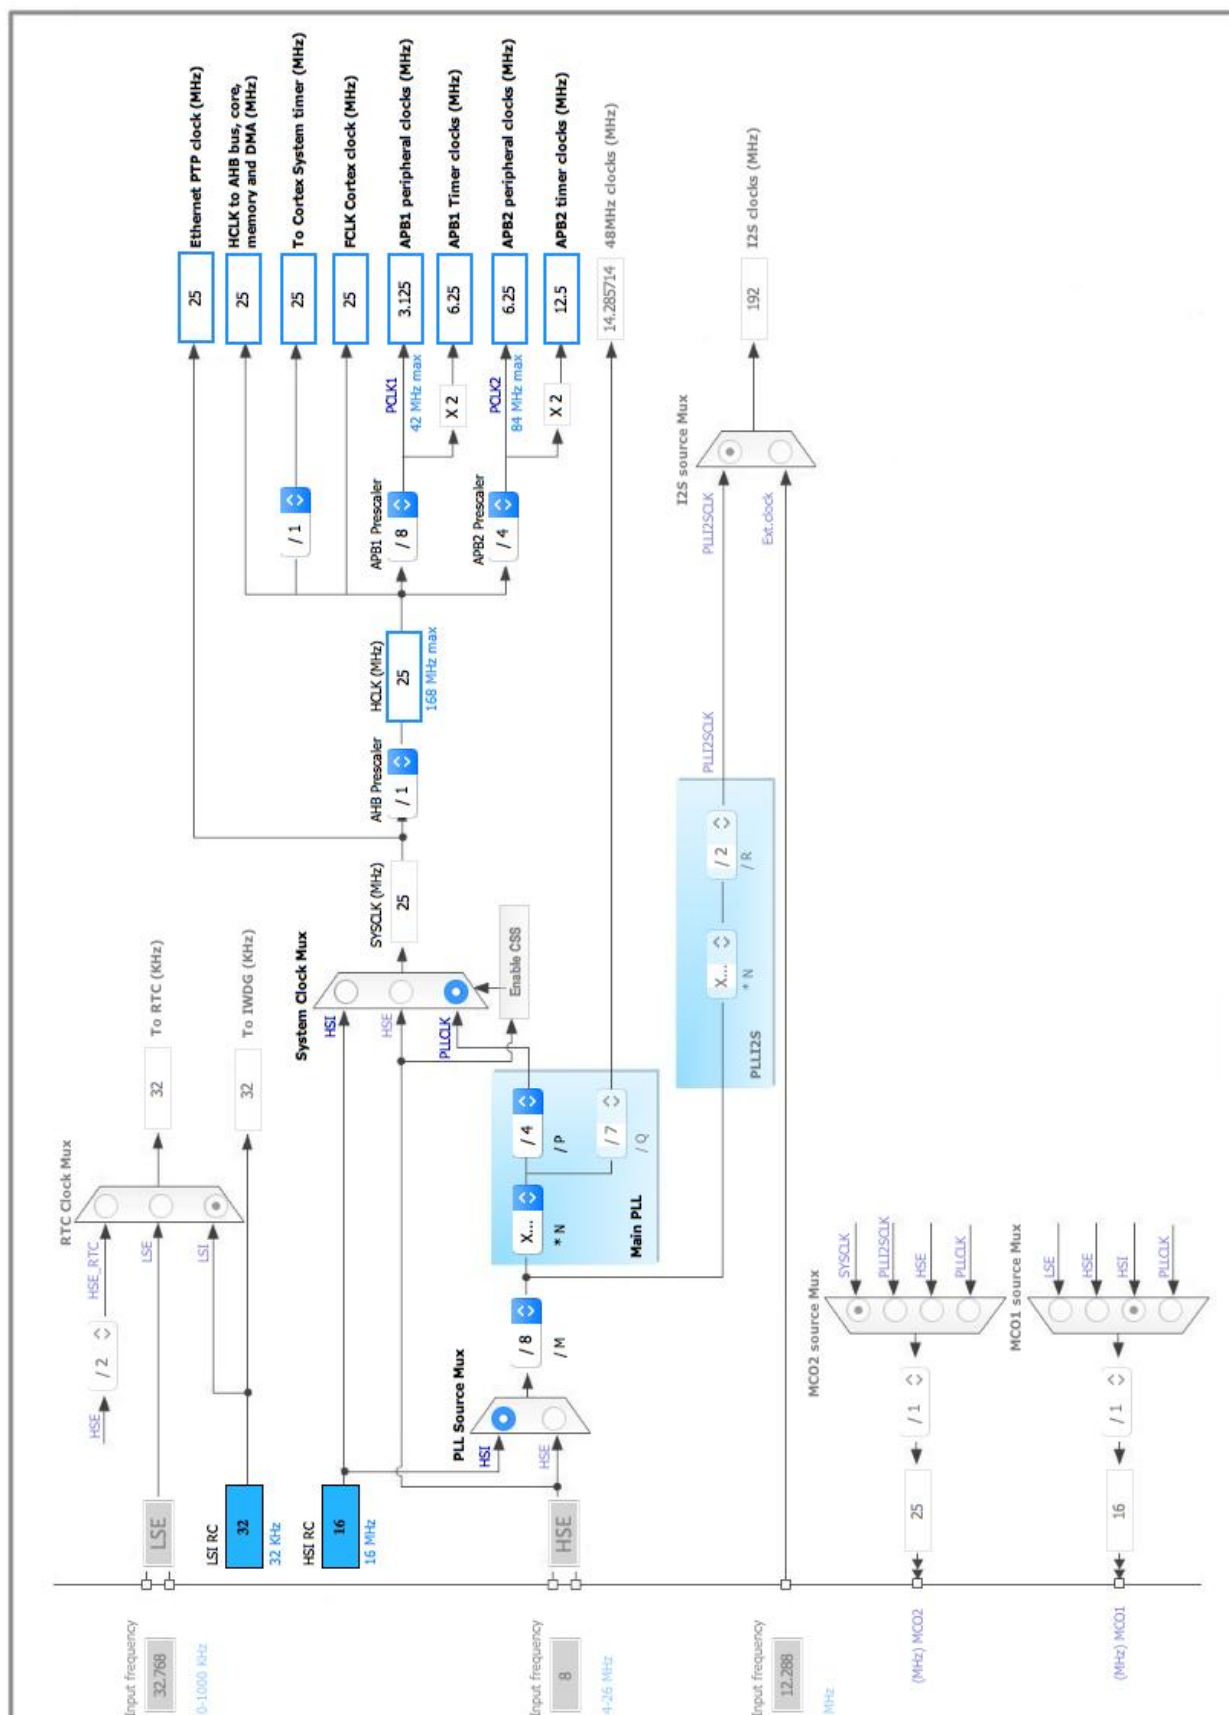 Input frequency
32.768
0-1000 KHz
LSE
HSE
/ 2
HSE_RTC
LSE
LSI
RTC Clock Mux
32
To RTC (KHz)
LSI RC
32
32 KHz
32
To IWDG (KHz)
HSI RC
16
16 MHz
Input frequency
8
4-26 MHz
HSE
PLL Source Mux
HSI
HSE
/ 8
/ M
Main PLL
X...
* N
/ 4
/ P
/ 7
/ Q
System Clock Mux
HSI
HSE
PLLCLK
Enable CSS
SYSCLK (MHz)
25
AHB Prescaler
/ 1
HCLK (MHz)
25
168 MHz max
/ 1
APB1 Prescaler
/ 8
PCLK1
42 MHz max
X 2
APB2 Prescaler
/ 4
PCLK2
84 MHz max
X 2
25
Ethernet PTP clock (MHz)
25
HCLK to AHB bus, core,
memory and DMA (MHz)
25
To Cortex System timer (MHz)
25
FCLK Cortex clock (MHz)
3.125
APB1 peripheral clocks (MHz)
6.25
APB1 Timer clocks (MHz)
6.25
APB2 peripheral clocks (MHz)
12.5
APB2 timer clocks (MHz)
14.285714
48MHz clocks (MHz)
PLLI2S
X...
* N
/ 2
/ R
PLLI2SCLK
PLLI2SCLK
I2S source Mux
Ext.clock
192
I2S clocks (MHz)
Input frequency
12.288
MHz
(MHz) MCO2
25
/ 1
MCO2 source Mux
SYSCLK
PLLI2SCLK
HSE
PLLCLK
(MHz) MCO1
16
/ 1
MCO1 source Mux
LSE
HSE
HSI
PLLCLK